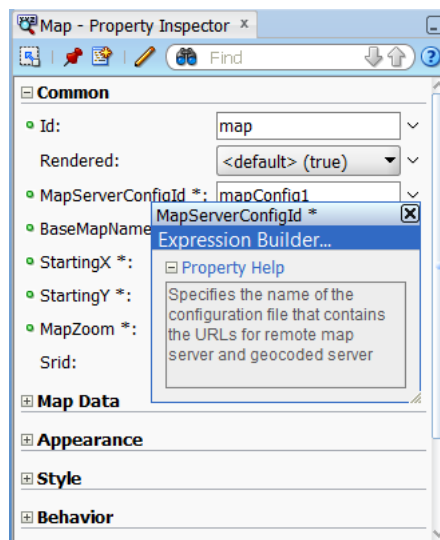 Map - Property Inspector
Find
Common
Id: map
Rendered: <default> (true)
MapServerConfigId *: mapConfig1
BaseMapName
StartingX *:
StartingY *:
MapZoom *:
Srid:
MapServerConfigId *
Expression Builder...
Property Help
Specifies the name of the
configuration file that contains
the URLs for remote map
server and geocoded server
Map Data
Appearance
Style
Behavior